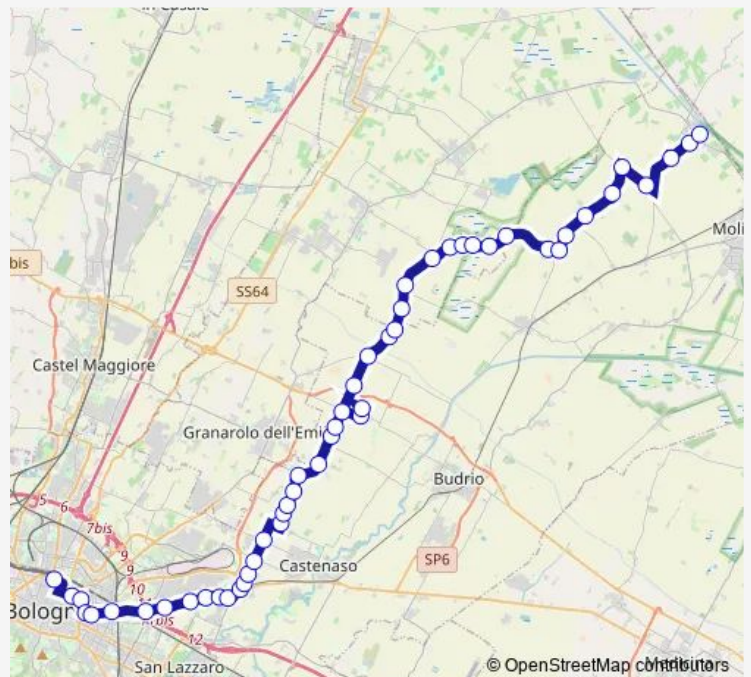 bis
SS64
Moli
Castel Maggiore
Granarolo dell'Emi
Budrio
5
6
7bis
9
9
10
SP6
Castenaso
Bologn
12
San Lazzaro
© OpenStreetMap contributors